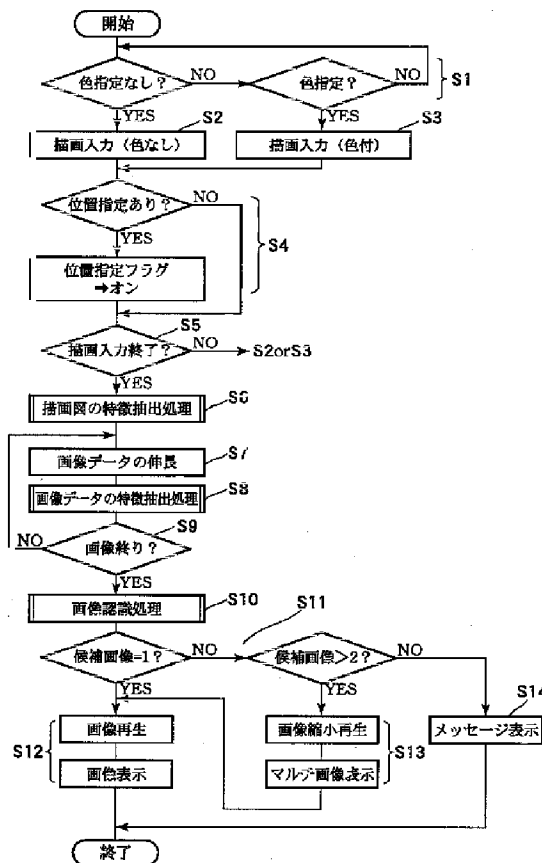 開始
色指定なし？
NO
色指定？
NO
S1
YES
S2
YES
S3
描画入力（色なし）
描画入力（色付）
位置指定あり？
NO
YES
S4
位置指定フラグ
→オン
S5
描画入力終了？
NO
S2orS3
YES
描画図の特徴抽出処理
S6
画像データの伸長
S7
画像データの特徴抽出処理
S8
S9
NO
画像終り？
YES
画像認識処理
S10
S11
候補画像=1？
NO
候補画像＞2？
NO
YES
YES
S14
S12
画像再生
画像縮小再生
S13
メッセージ表示
画像表示
マルチ画像表示
終了